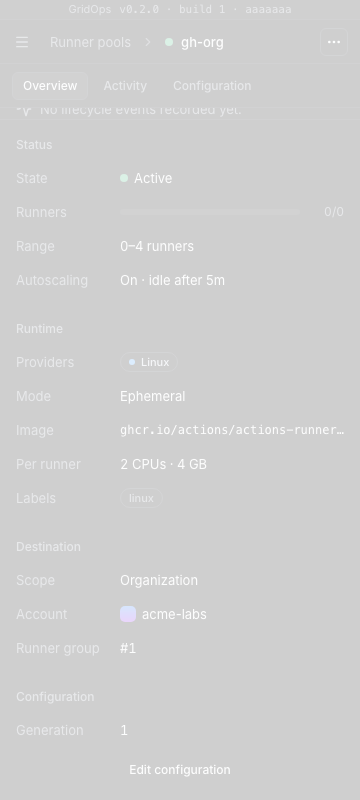 GridOps v0.2.0 · build 1 · aaaaaaa
Runner pools > gh-org
Overview Activity Configuration
No lifecycle events recorded yet.
Status
State Active
Runners 0/0
Range 0–4 runners
Autoscaling On · idle after 5m
Runtime
Providers Linux
Mode Ephemeral
Image ghcr.io/actions/actions-runner…
Per runner 2 CPUs · 4 GB
Labels linux
Destination
Scope Organization
Account acme-labs
Runner group #1
Configuration
Generation 1
Edit configuration